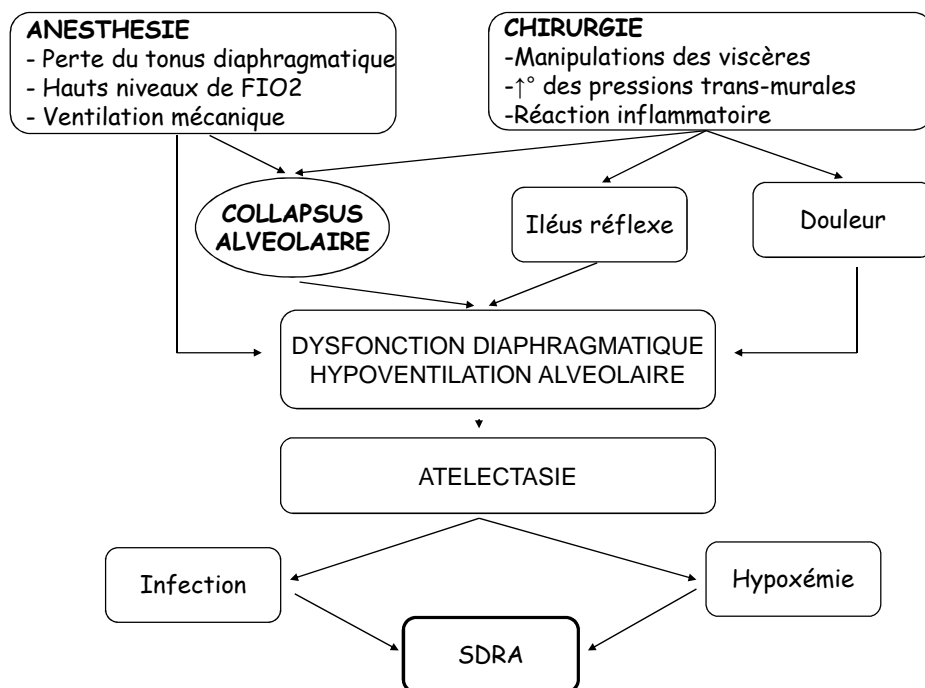 ANESTHESIE
- Perte du tonus diaphragmatique
- Hauts niveaux de FIO2
- Ventilation mécanique
CHIRURGIE
-Manipulations des viscères
-↑° des pressions trans-murales
-Réaction inflammatoire
COLLAPSUS
ALVEOLAIRE
Iléus réflexe
Douleur
DYSFONCTION DIAPHRAGMATIQUE
HYPOVENTILATION ALVEOLAIRE
ATELECTASIE
Infection
Hypoxémie
SDRA